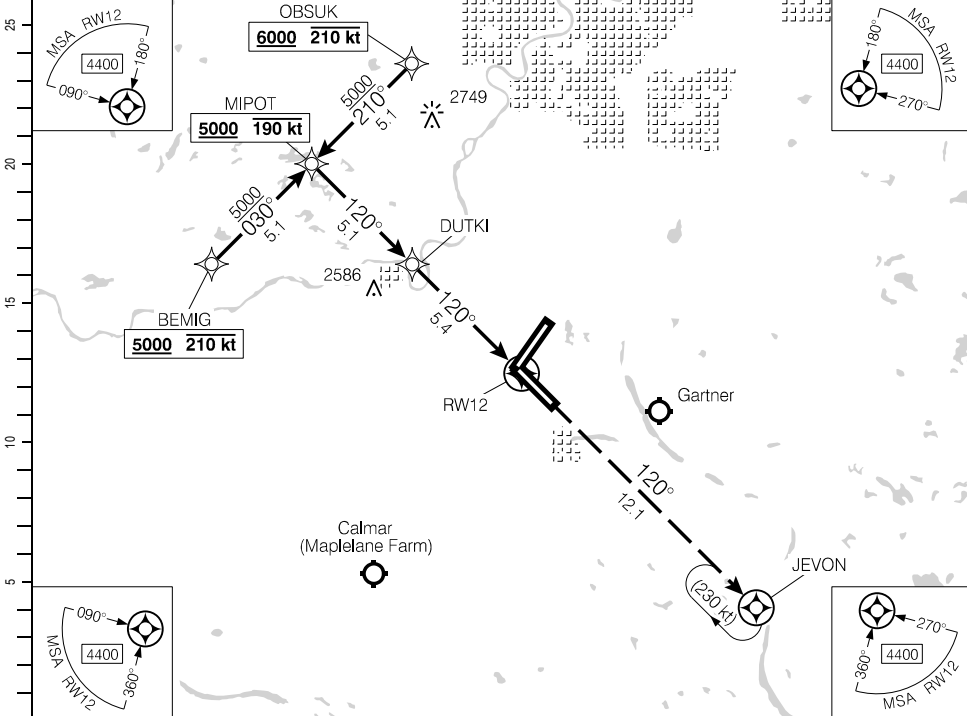 25
MSA RW12
4400
180°
090°
OBSUK
6000 210 kt
MSA RW12
4400
180°
270°
5000
210°
5.1
2749
MIPOT
5000 190 kt
20
5000
030°
5.1
120°
5.1
DUTKI
2586
15
BEMIG
5000 210 kt
120°
5.4
RW12
Gartner
10
120°
12.1
Calmar
(Maplelane Farm)
5
JEVON
(230 kt)
090°
4400
360°
MSA RW12
270°
4400
360°
MSA RW12